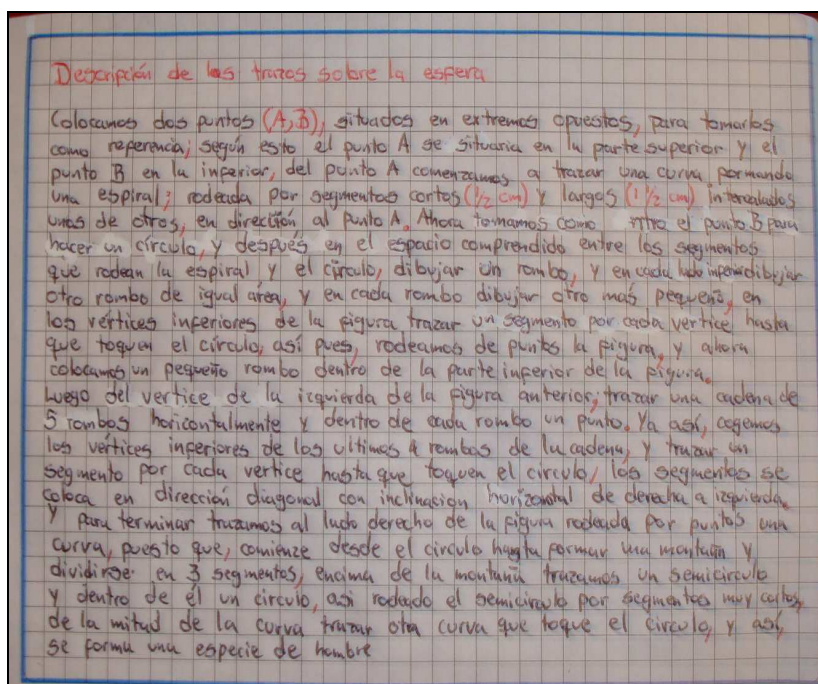 Descripción de los trazos sobre la esfera
Colocamos dos puntos (A,B), situados en extremos opuestos, para tomarlos
como referencia; según esto el punto A se situaria en la parte superior y el
punto B en la inferior, del punto A comenzamos a trazar una curva formando
una espiral; rodeada por segmentos cortos (1/2 cm) y largos (1 1/2 cm) intercalados
unos de otros, en dirección al punto A. Ahora tomamos como ntro el punto B para
hacer un círculo, y después en el espacio comprendido entre los segmentos
que rodean la espiral y el círculo, dibujar un rombo, y en cada lado inferior dibujar
otro rombo de igual área, y en cada rombo dibujar otro más pequeño, en
los vértices inferiores de la figura trazar un segmento por cada vertice hasta
que toquen el círculo, así pues, rodeamos de puntos la figura, y ahora
colocamos un pequeño rombo dentro de la parte inferior de la figura.
Luego del vertice de la izquierda de la figura anterior; trazar una cadena de
5 rombos horicontalmente y dentro de cada rombo un punto. Ya así, cogemos
los vértices inferiores de los ultimos 4 rombos de la cadena, y trazar un
segmento por cada vertice hasta que toquen el círculo, los segmentos se
coloca en dirección diagonal con inclinación horizontal de derecha a izquierda.
Y para terminar trazamos al lado derecho de la figura rodeada por puntos una
curva, puesto que, comienze desde el circulo hasta formar una montaña y
dividirse en 3 segmentos, encima de la montaña trazamos un semicirculo
y dentro de él un circulo, asi rodeado el semicirculo por segmentos muy cortos,
de la mitad de la curva trazar otra curva que toque el círculo, y así,
se forma una especie de hombre